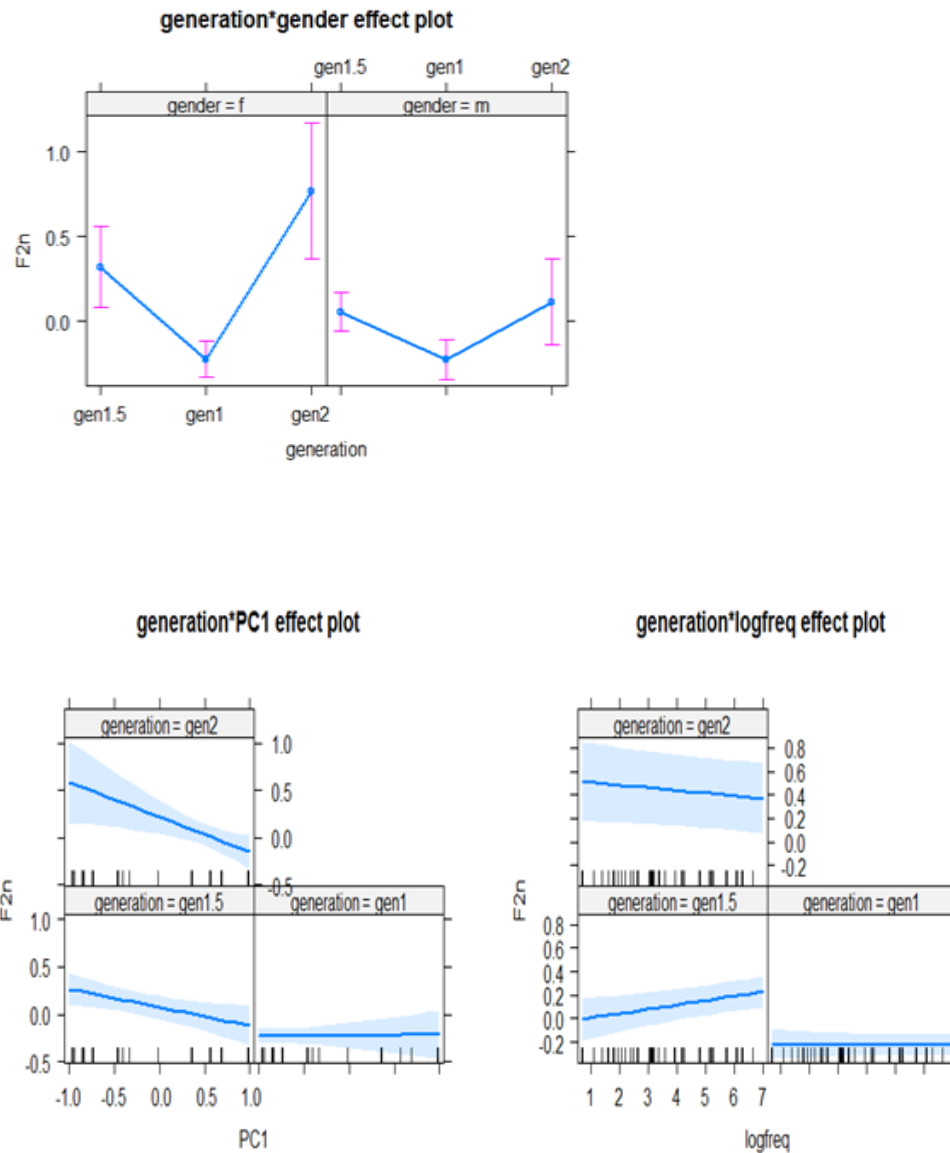 generation*gender effect plot
gen1.5 gen1 gen2
gender = f gender = m
1.0
0.5
0.0
F2n
gen1.5 gen1 gen2
generation
generation*PC1 effect plot
generation = gen2
1.0
0.5
0.0
-0.5
generation = gen1.5 generation = gen1
1.0
0.5
0.0
-0.5
F2n
-1.0 -0.5 0.0 0.5 1.0
PC1
generation*logfreq effect plot
generation = gen2
0.8
0.6
0.4
0.2
0.0
-0.2
generation = gen1.5 generation = gen1
0.8
0.6
0.4
0.2
0.0
-0.2
F2n
1 2 3 4 5 6 7
logfreq